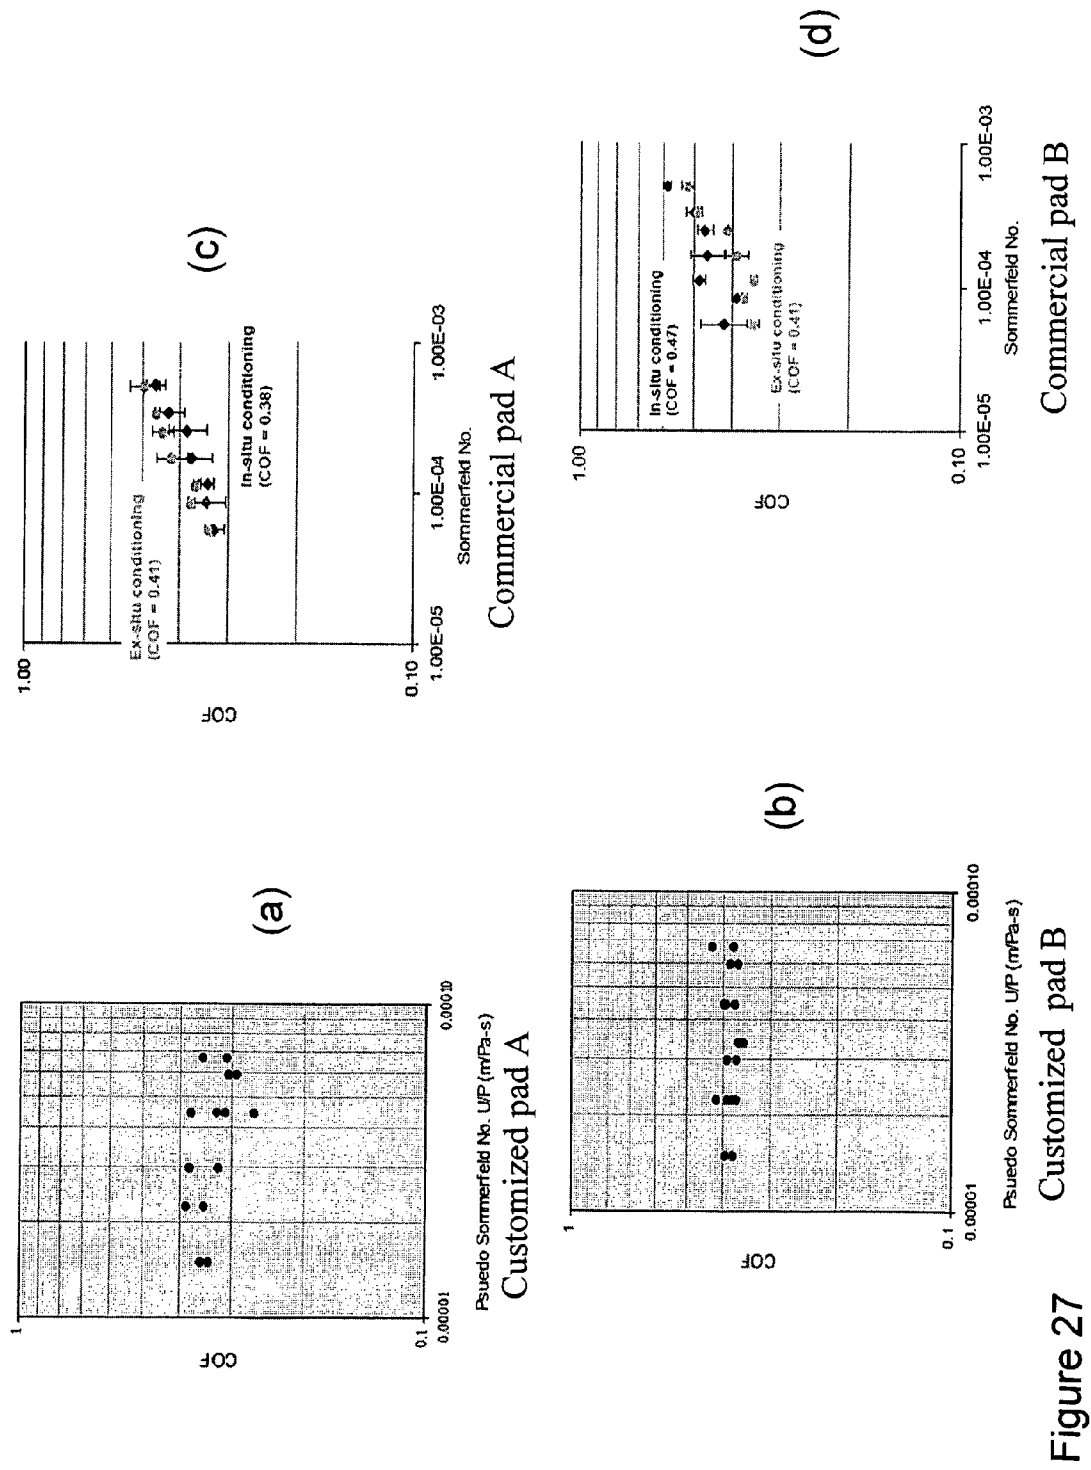 1
COF
0.1
0.00001
0.00010
Psuedo Sommerfeld No. U/P (m/Pa-s)
Customized pad A
(a)
1.00
COF
0.10
Ex-situ conditioning
(COF = 0.41)
In-situ conditioning
(COF = 0.38)
1.00E-05
1.00E-04
1.00E-03
Sommerfeld No.
Commercial pad A
(c)
1
COF
0.1
0.00001
0.00010
Psuedo Sommerfeld No. U/P (m/Pa-s)
Customized pad B
(b)
1.00
COF
0.10
In-situ conditioning
(COF = 0.47)
Ex-situ conditioning
(COF = 0.41)
1.00E-05
1.00E-04
1.00E-03
Sommerfeld No.
Commercial pad B
(d)
Figure 27